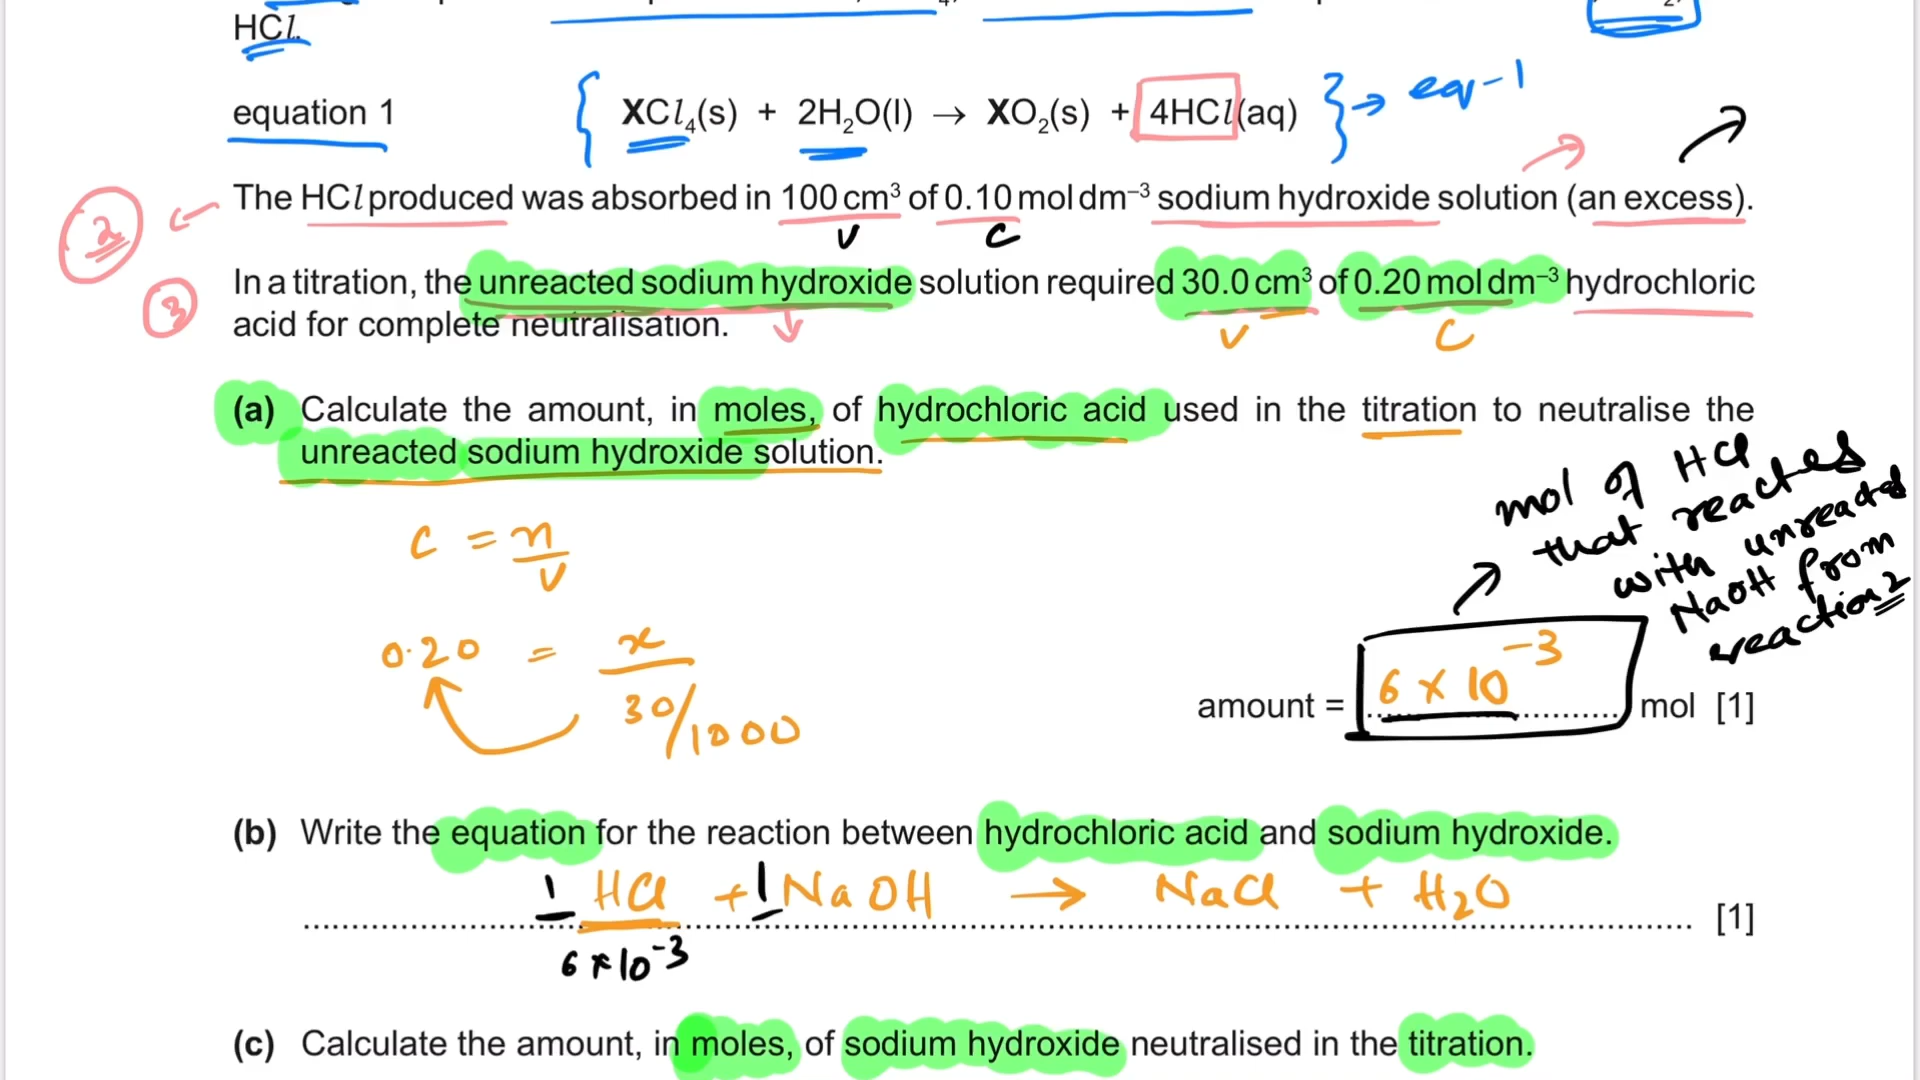 HCl.
equation 1 XCl₄(s) + 2H₂O(l) → XO₂(s) + 4HCl(aq) → eq-1
2 The HCl produced was absorbed in 100 cm³ of 0.10 mol dm⁻³ sodium hydroxide solution (an excess).
V C
3 In a titration, the unreacted sodium hydroxide solution required 30.0 cm³ of 0.20 mol dm⁻³ hydrochloric
acid for complete neutralisation.
V C
(a) Calculate the amount, in moles, of hydrochloric acid used in the titration to neutralise the
unreacted sodium hydroxide solution.
mol of HCl
that reactes
with unreacted
NaOH from
reaction 2
C = n/V
0.20 = x / 30/1000
amount = 6 × 10⁻³ mol [1]
(b) Write the equation for the reaction between hydrochloric acid and sodium hydroxide.
1 HCl + 1 NaOH → NaCl + H₂O [1]
6 × 10⁻³
(c) Calculate the amount, in moles, of sodium hydroxide neutralised in the titration.